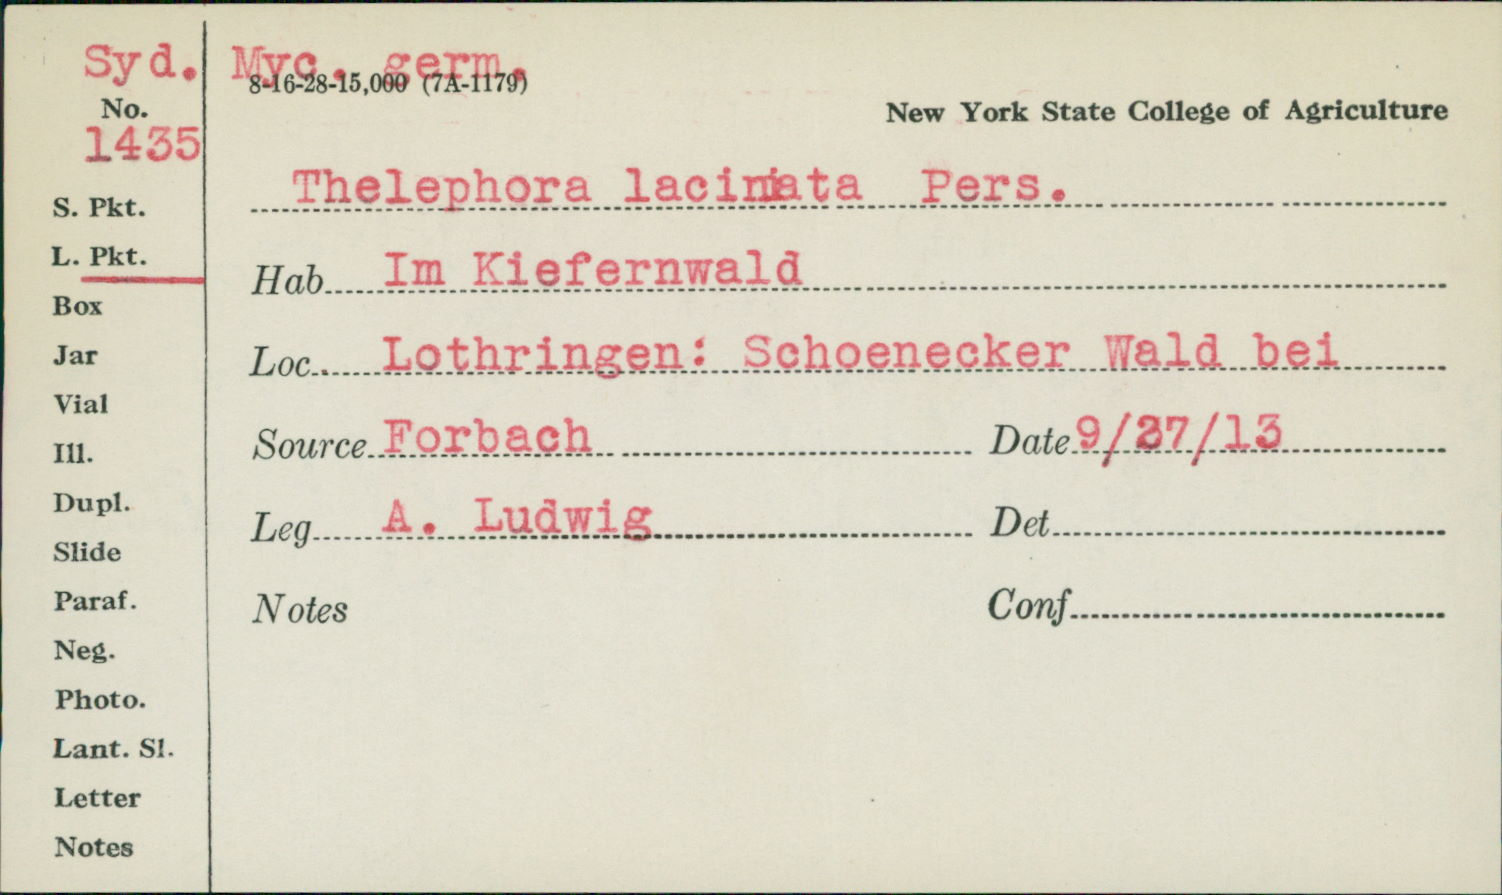 Syd. Myc. germ.
8-16-28-15,000 (7A-1179)
No.
New York State College of Agriculture
1435
Thelephora laciniata Pers.
S. Pkt.
L. Pkt.
Hab Im Kiefernwald
Box
Jar
Loc. Lothringen: Schoenecker Wald bei
Vial
Source Forbach Date 9/27/13
Ill.
Dupl.
Leg A. Ludwig Det
Slide
Paraf.
Notes Conf
Neg.
Photo.
Lant. Sl.
Letter
Notes